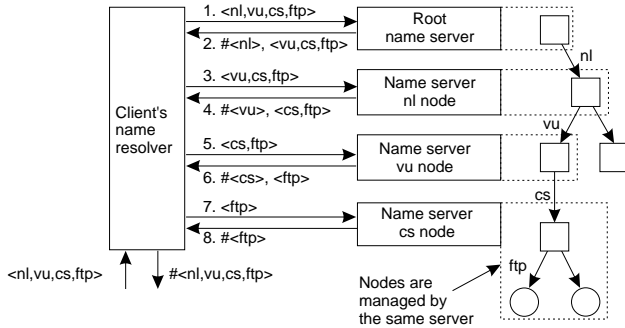 1. <nl,vu,cs,ftp>
2. #<nl>, <vu,cs,ftp>
Root
name server
nl
3. <vu,cs,ftp>
4. #<vu>, <cs,ftp>
Name server
nl node
vu
Client's
name
resolver
5. <cs,ftp>
6. #<cs>, <ftp>
Name server
vu node
cs
7. <ftp>
8. #<ftp>
Name server
cs node
ftp
<nl,vu,cs,ftp>
#<nl,vu,cs,ftp>
Nodes are
managed by
the same server